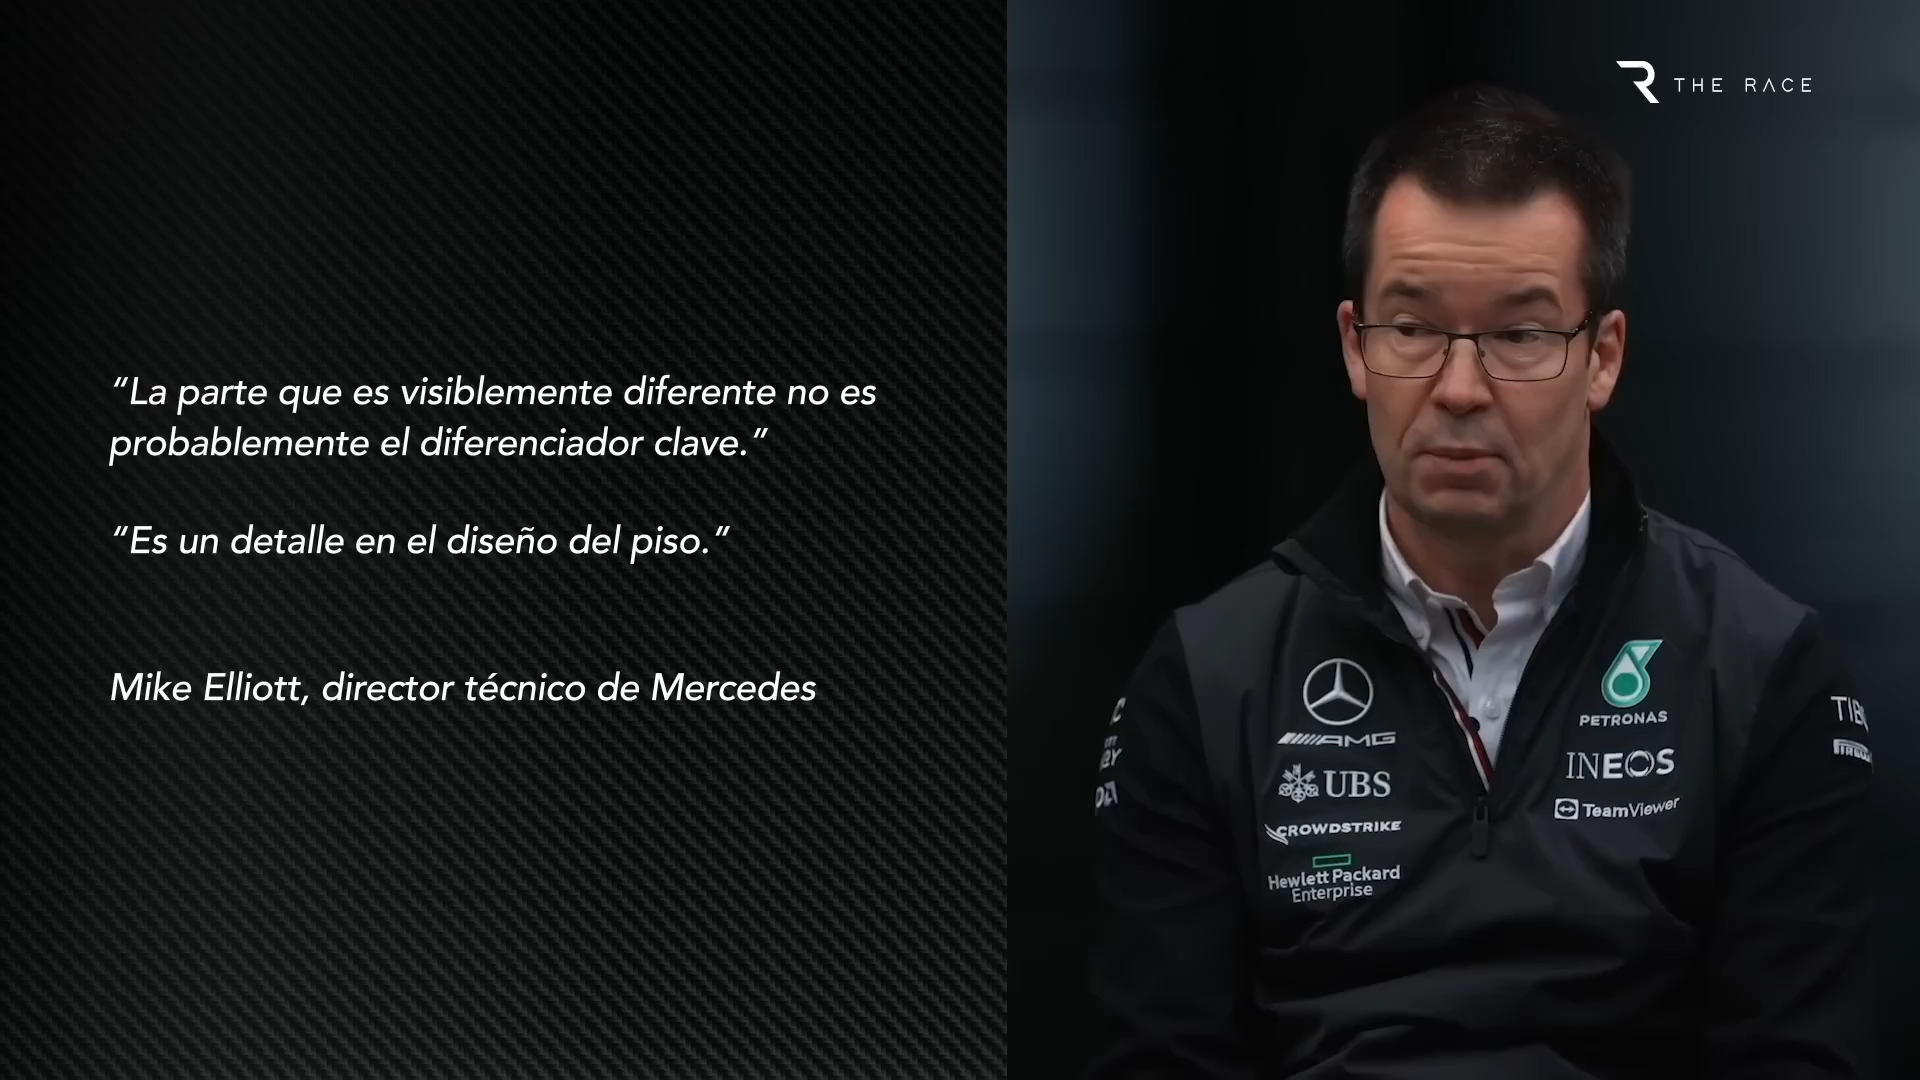 THE RACE
“La parte que es visiblemente diferente no es
probablemente el diferenciador clave.”
“Es un detalle en el diseño del piso.”
Mike Elliott, director técnico de Mercedes
PETRONAS
AMG
INEOS
UBS
TeamViewer
CROWDSTRIKE
Hewlett Packard
Enterprise